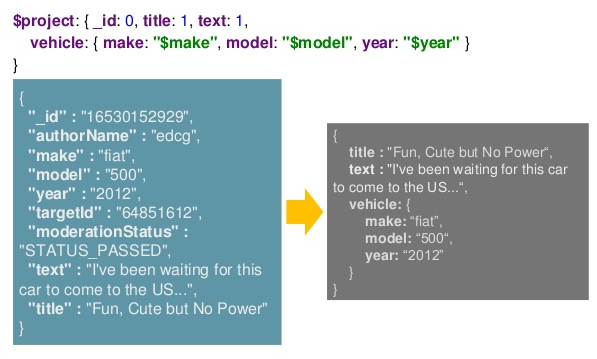 $project: { _id: 0, title: 1, text: 1,
vehicle: { make: "$make", model: "$model", year: "$year" }
}
{
"_id" : "16530152929",
"authorName" : "edcg",
"make" : "fiat",
"model" : "500",
"year" : "2012",
"targetId" : "64851612",
"moderationStatus" :
"STATUS_PASSED",
"text" : "I've been waiting for this
car to come to the US...",
"title" : "Fun, Cute but No Power"
}
{
title : "Fun, Cute but No Power“,
text : "I've been waiting for this car
to come to the US...“,
vehicle: {
make: “fiat”,
model: “500“,
year: “2012”
}
}